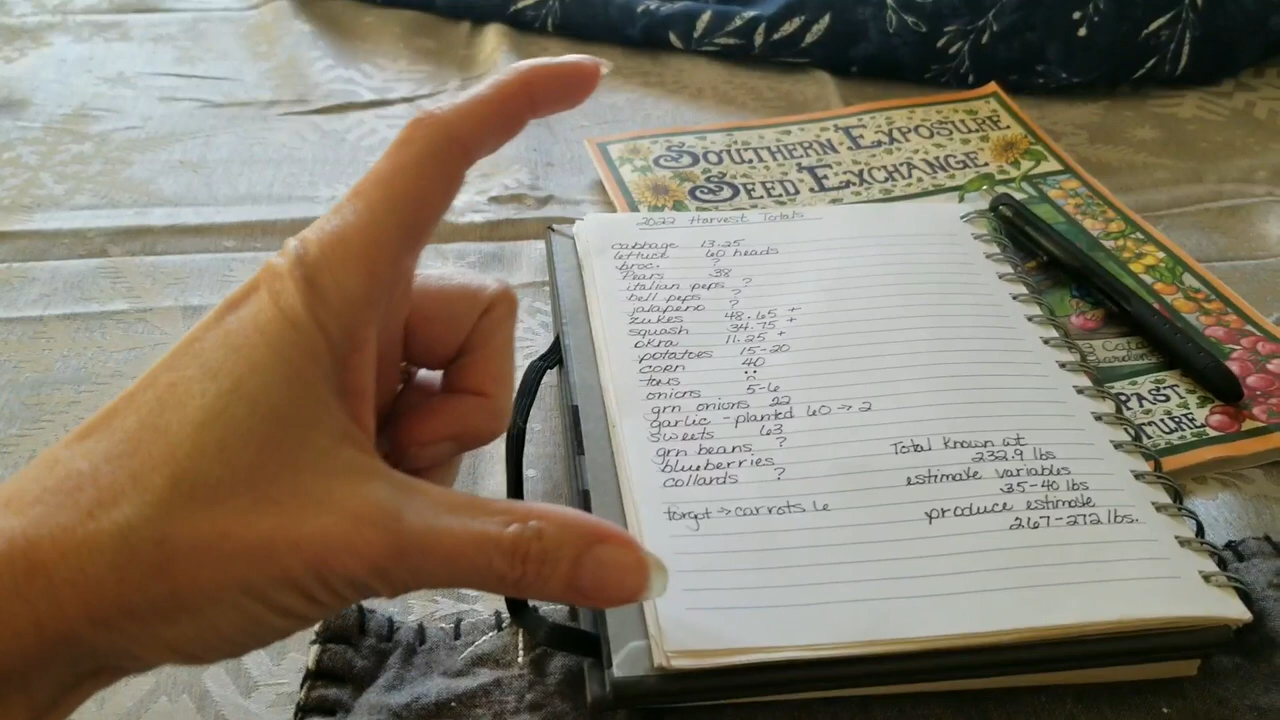 SOUTHERN EXPOSURE
SEED EXCHANGE
2022 Harvest Totals
cabbage 13.25
lettuce 60 heads
broc. ?
Pears 38
italian peps ?
bell peps ?
jalapeno ?
zukes 48.65 +
squash 34.75 +
okra 11.25 +
potatoes 15-20
corn 40
toms :(
onions 5-6
grn onions 22
garlic - planted 60 → 2
sweets 63
grn beans ?
blueberries
collards ?
forgot → carrots 6
Total Known at
232.9 lbs
estimate variables
35-40 lbs
produce estimate
267-272 lbs.
PAST